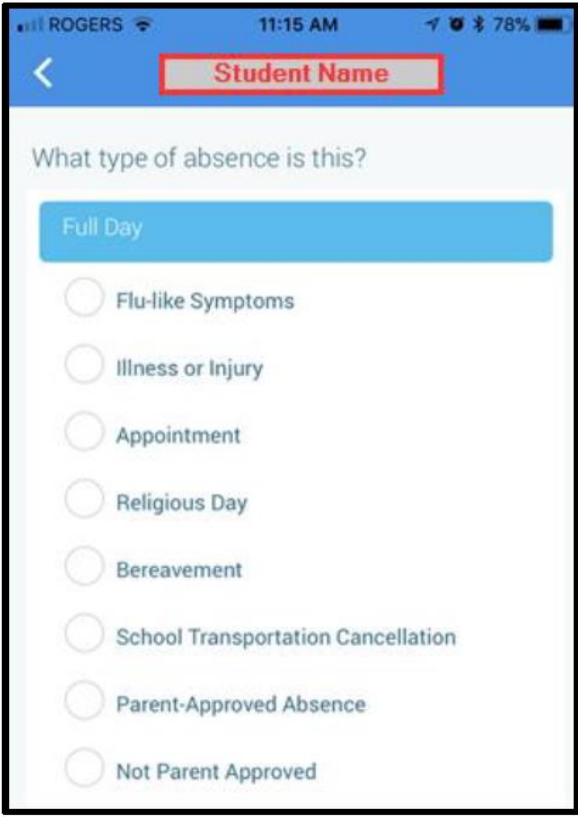 ROGERS 11:15 AM 78%
Student Name
What type of absence is this?
Full Day
Flu-like Symptoms
Illness or Injury
Appointment
Religious Day
Bereavement
School Transportation Cancellation
Parent-Approved Absence
Not Parent Approved